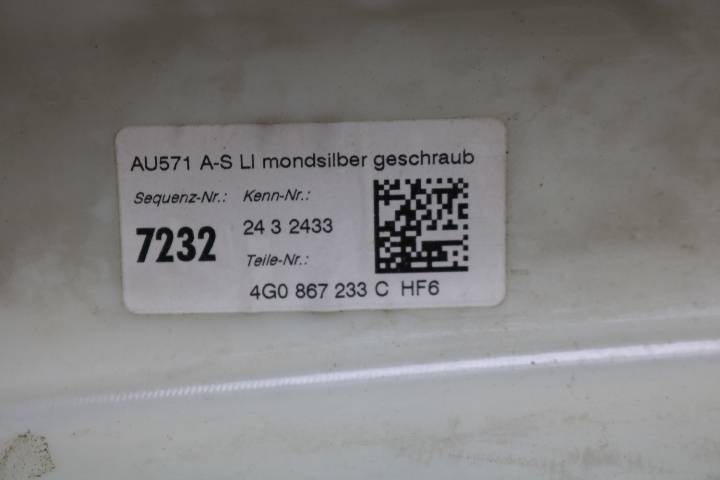 AU571 A-S LI mondsilber geschraub
Sequenz-Nr.: Kenn-Nr.:
7232 24 3 2433
Teile-Nr.:
4G0 867 233 C HF6